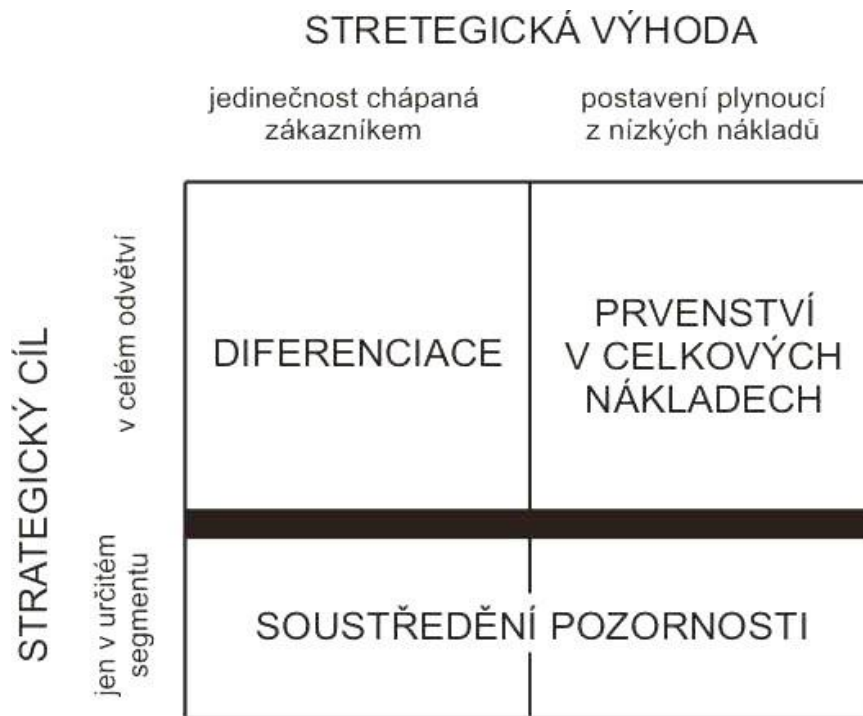 STRETEGICKÁ VÝHODA
jedinečnost chápaná
zákazníkem
postavení plynoucí
z nízkých nákladů
STRATEGICKÝ CÍL
v celém odvětví
DIFERENCIACE
PRVENSTVÍ
V CELKOVÝCH
NÁKLADECH
jen v určitém
segmentu
SOUSTŘEDĚNÍ POZORNOSTI